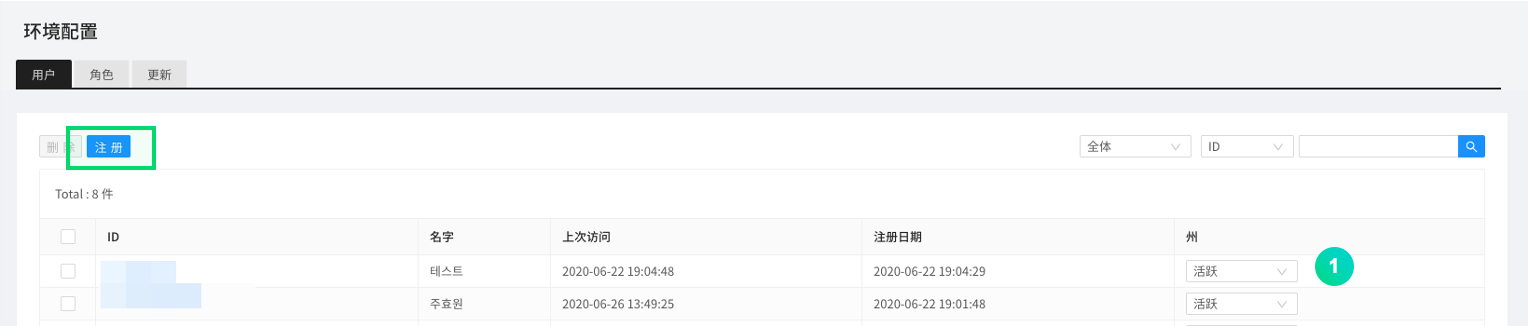 环境配置
用户 角色 更新
删除 注册 全体 ID
Total : 8 件
ID 名字 上次访问 注册日期 州
테스트 2020-06-22 19:04:48 2020-06-22 19:04:29 活跃 1
주효원 2020-06-26 13:49:25 2020-06-22 19:01:48 活跃